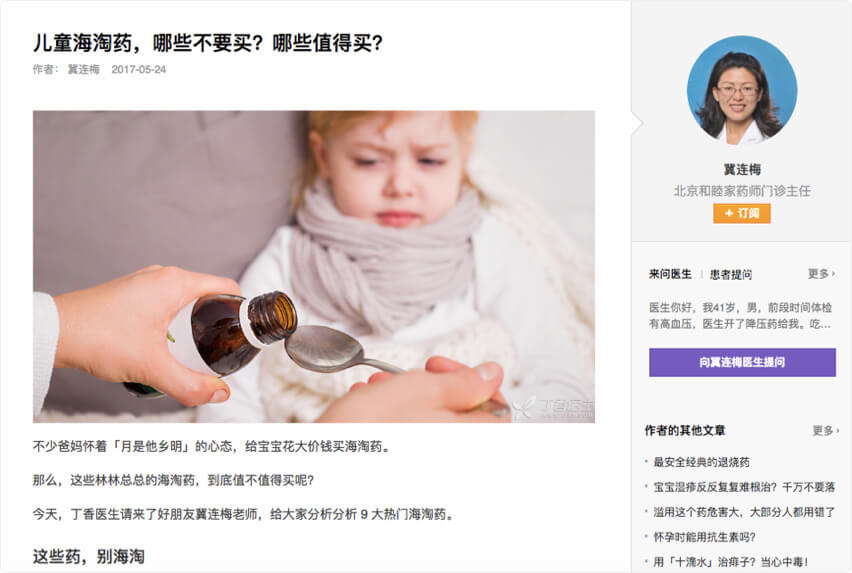 儿童海淘药，哪些不要买？哪些值得买？
作者： 冀连梅 2017-05-24
丁香医生
不少爸妈怀着「月是他乡明」的心态，给宝宝花大价钱买海淘药。
那么，这些林林总总的海淘药，到底值不值得买呢？
今天，丁香医生请来了好朋友冀连梅老师，给大家分析分析 9 大热门海淘药。
这些药，别海淘
冀连梅
北京和睦家药师门诊主任
+ 订阅
来问医生 | 患者提问 更多 ›
医生你好，我41岁，男，前段时间体检
有高血压，医生开了降压药给我。吃...
向冀连梅医生提问
作者的其他文章 更多 ›
• 最安全经典的退烧药
• 宝宝湿疹反反复复难根治？千万不要落
• 滥用这个药危害大，大部分人都用错了
• 怀孕时能用抗生素吗？
• 用「十滴水」治痱子？当心中毒！